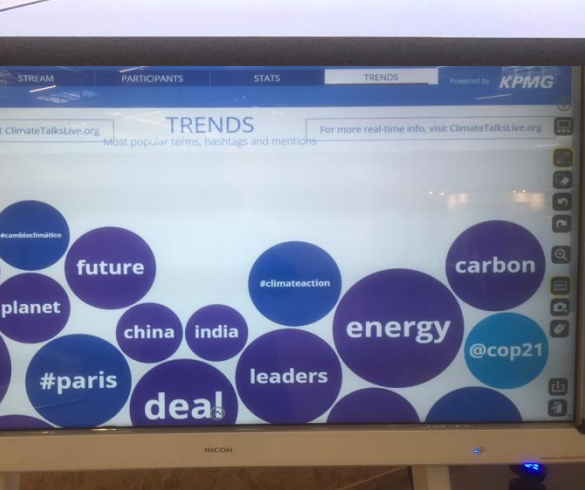 STREAM PARTICIPANTS STATS TRENDS Powered by KPMG
t ClimateTalksLive.org
TRENDS
Most popular terms, hashtags and mentions
For more real-time info, visit ClimateTalksLive.org
#cambioclimático
future
carbon
#climateaction
planet
china
india
energy
@cop21
#paris
leaders
deal
RICOH